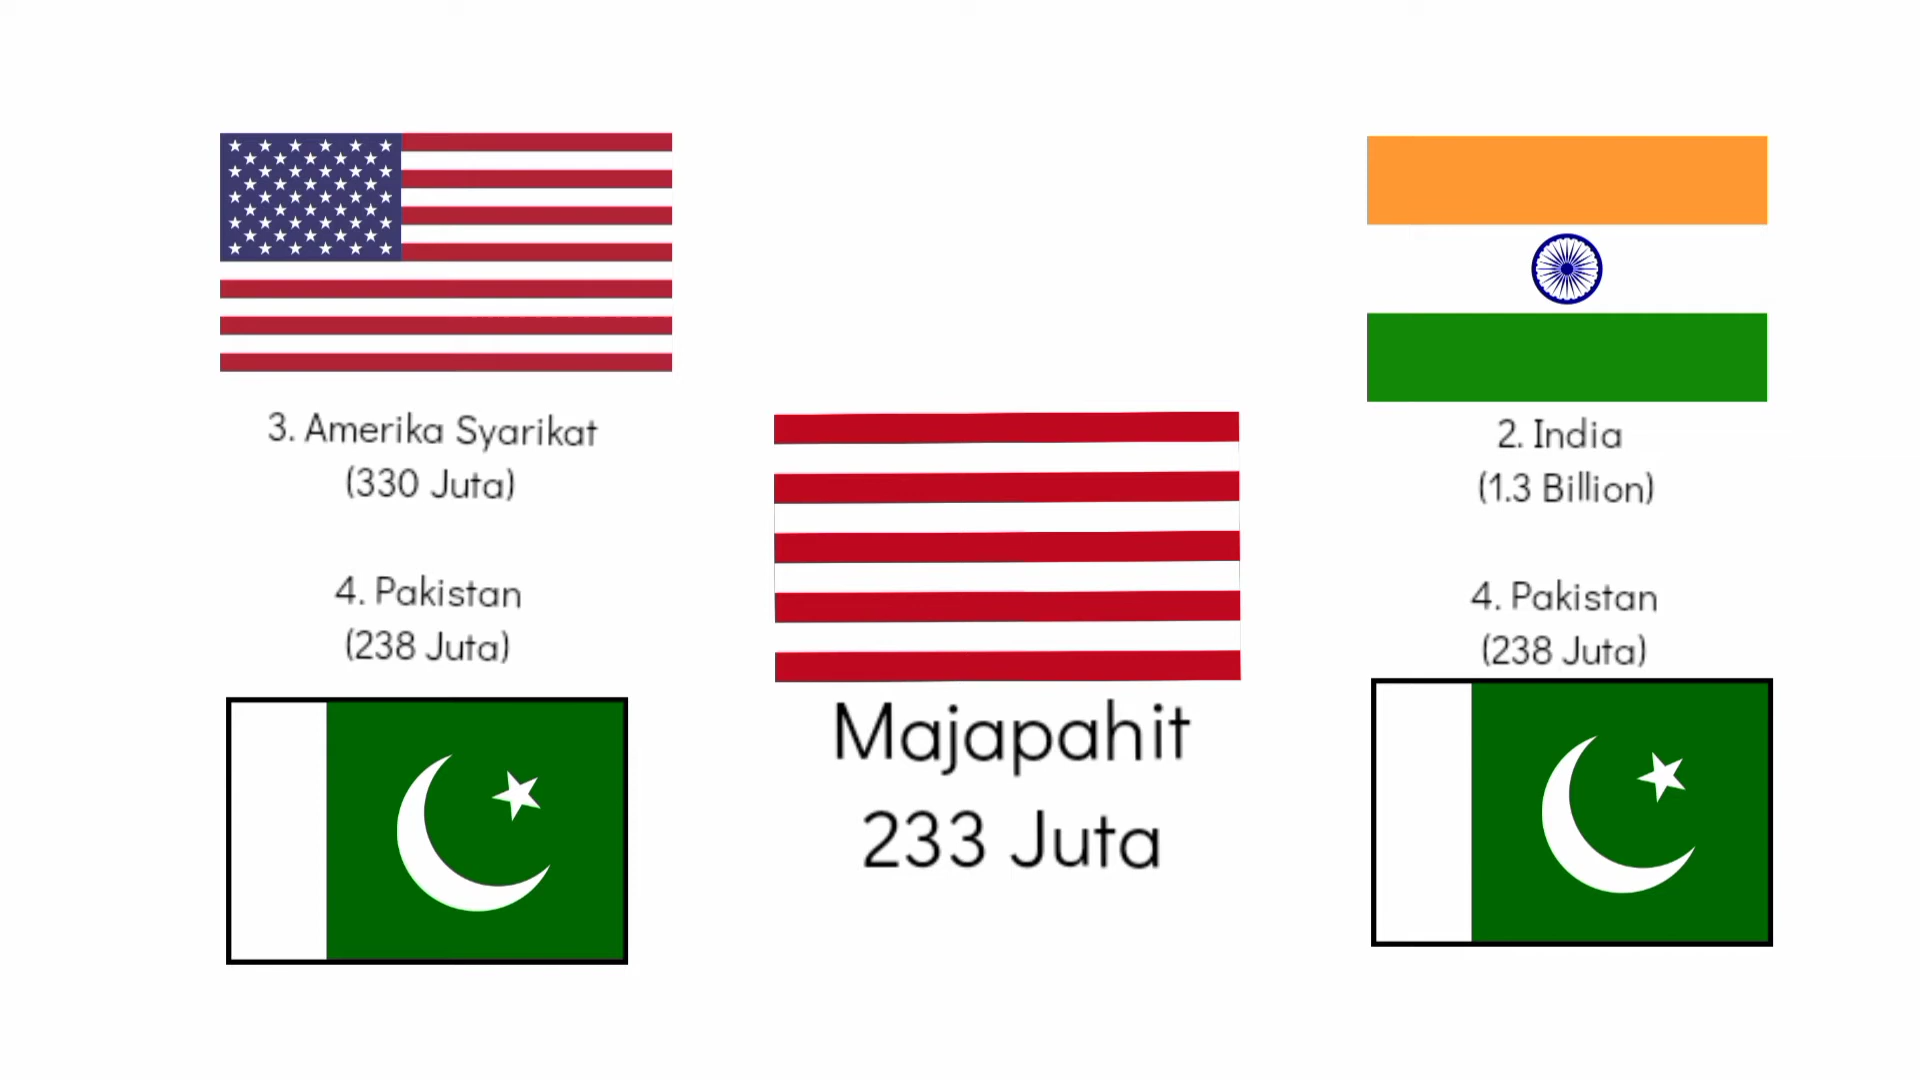 3. Amerika Syarikat
(330 Juta)
4. Pakistan
(238 Juta)
Majapahit
233 Juta
2. India
(1.3 Billion)
4. Pakistan
(238 Juta)